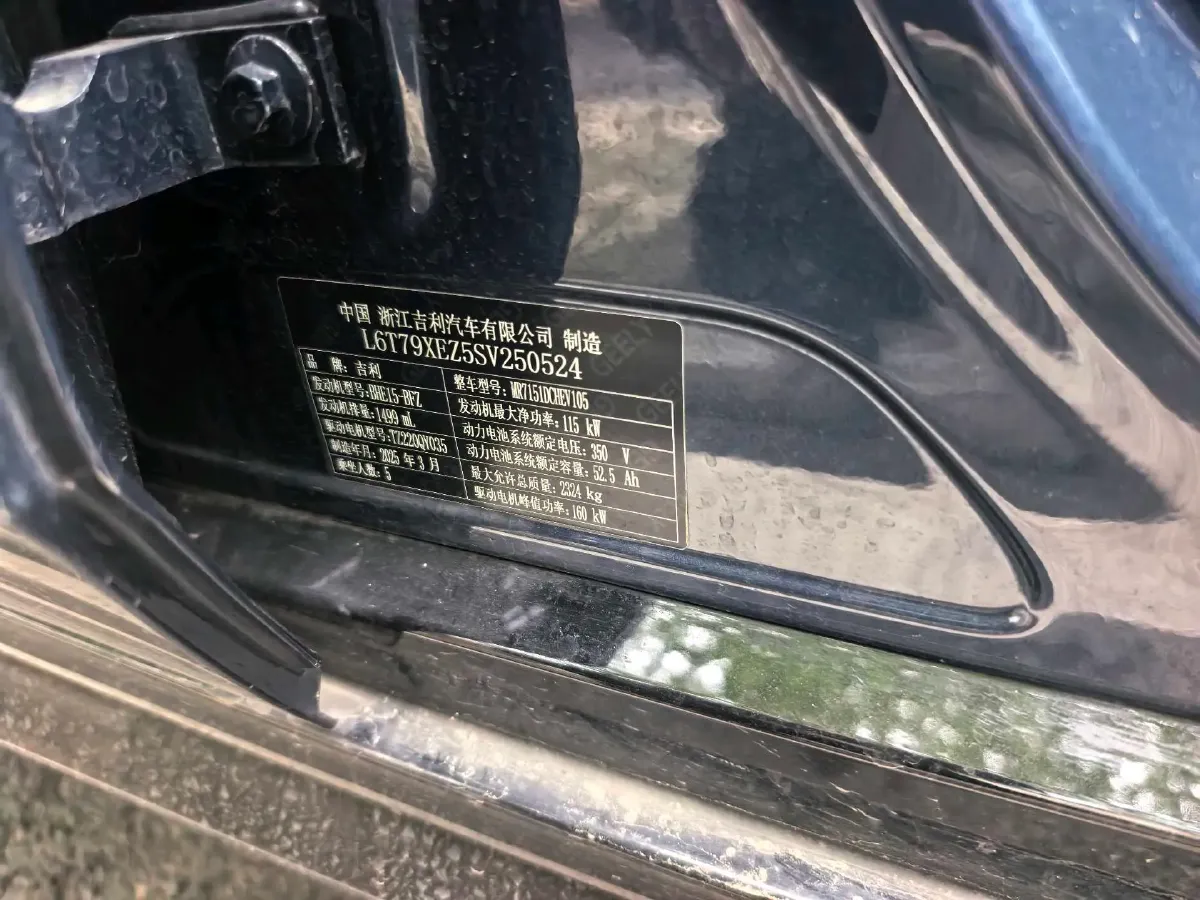 中国 浙江吉利汽车有限公司 制造
L6T79XEZ5SV250524
品 牌: 吉利
整车型号: MR7151DCHEV105
发动机型号:BHE15-BFZ
发动机最大净功率: 115 kW
发动机排量:1499 mL
动力电池系统额定电压: 350 V
驱动电机型号:TZ220QY035
动力电池系统额定容量: 52.5 Ah
制造年月: 2025 年 3 月
最大允许总质量: 2324 kg
乘坐人数: 5
驱动电机峰值功率:160 kW
GEELY